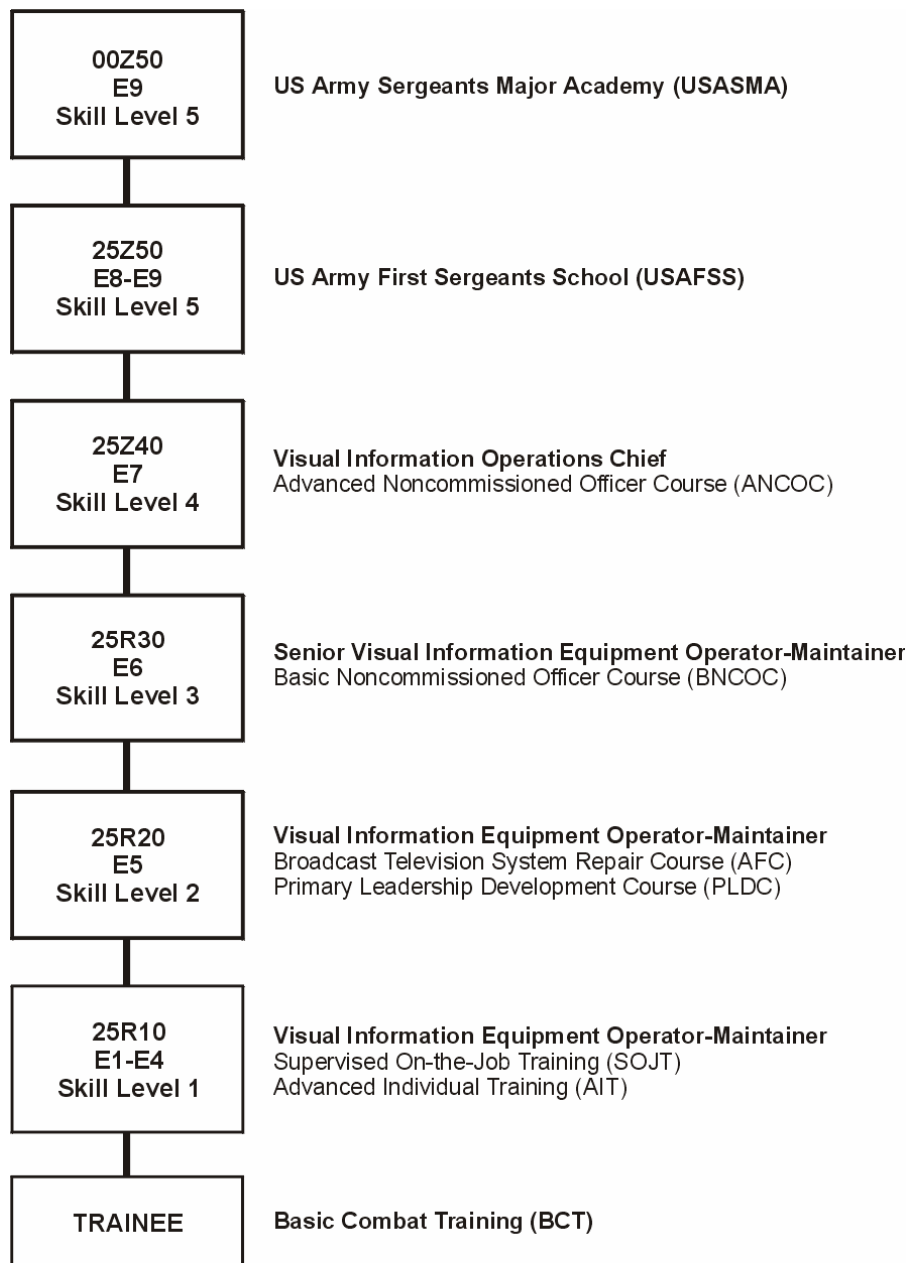 00Z50
E9
Skill Level 5
US Army Sergeants Major Academy (USASMA)
25Z50
E8-E9
Skill Level 5
US Army First Sergeants School (USAFSS)
25Z40
E7
Skill Level 4
Visual Information Operations Chief
Advanced Noncommissioned Officer Course (ANCOC)
25R30
E6
Skill Level 3
Senior Visual Information Equipment Operator-Maintainer
Basic Noncommissioned Officer Course (BNCOC)
25R20
E5
Skill Level 2
Visual Information Equipment Operator-Maintainer
Broadcast Television System Repair Course (AFC)
Primary Leadership Development Course (PLDC)
25R10
E1-E4
Skill Level 1
Visual Information Equipment Operator-Maintainer
Supervised On-the-Job Training (SOJT)
Advanced Individual Training (AIT)
TRAINEE
Basic Combat Training (BCT)